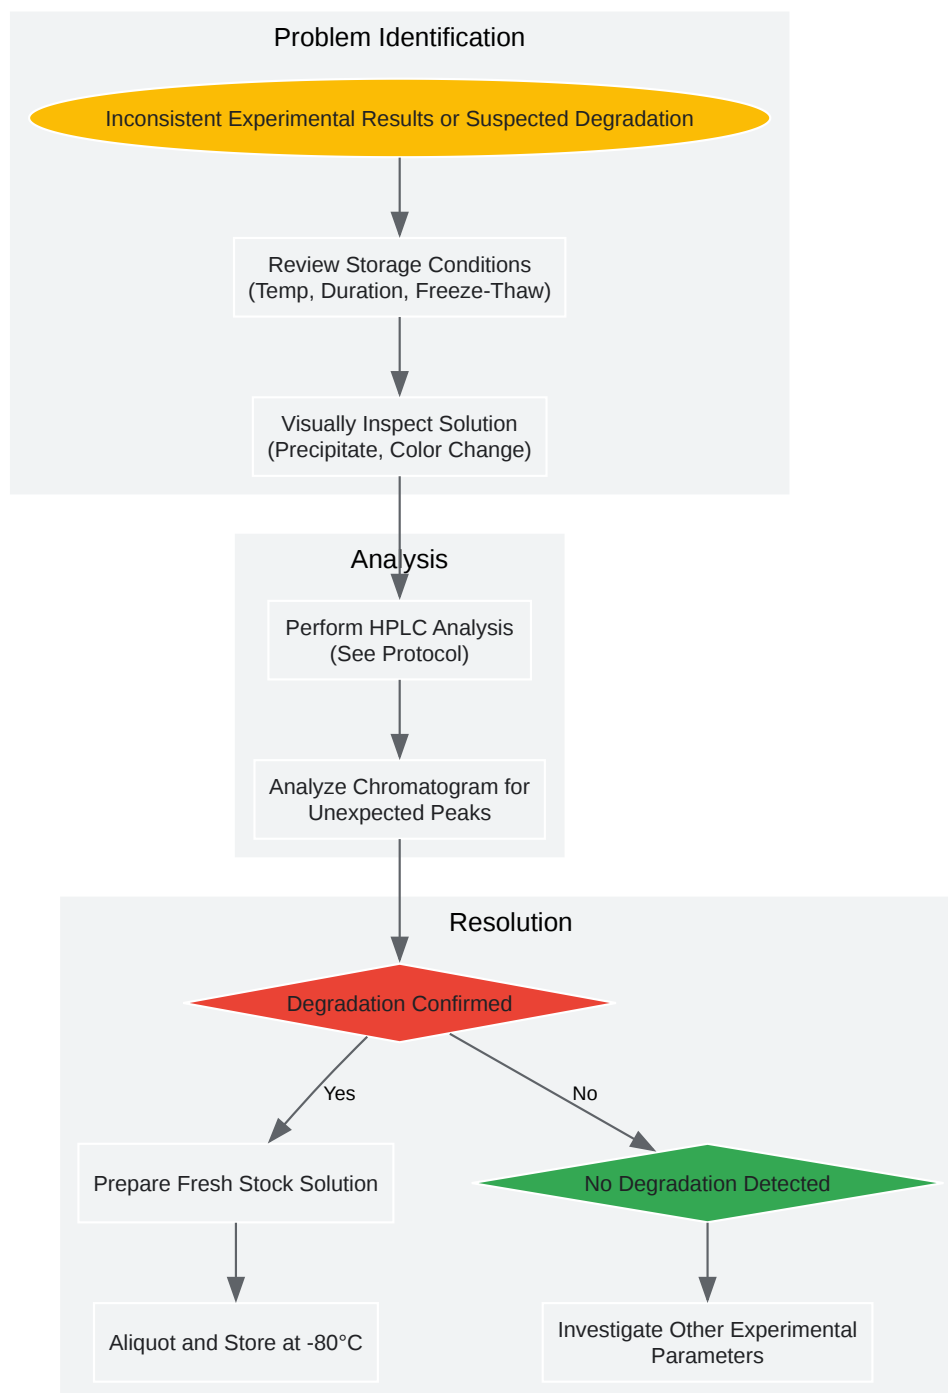 Problem Identification
Inconsistent Experimental Results or Suspected Degradation
Review Storage Conditions
(Temp, Duration, Freeze-Thaw)
Visually Inspect Solution
(Precipitate, Color Change)
Analysis
Perform HPLC Analysis
(See Protocol)
Analyze Chromatogram for
Unexpected Peaks
Resolution
Degradation Confirmed
Yes
No
Prepare Fresh Stock Solution
No Degradation Detected
Aliquot and Store at -80°C
Investigate Other Experimental
Parameters